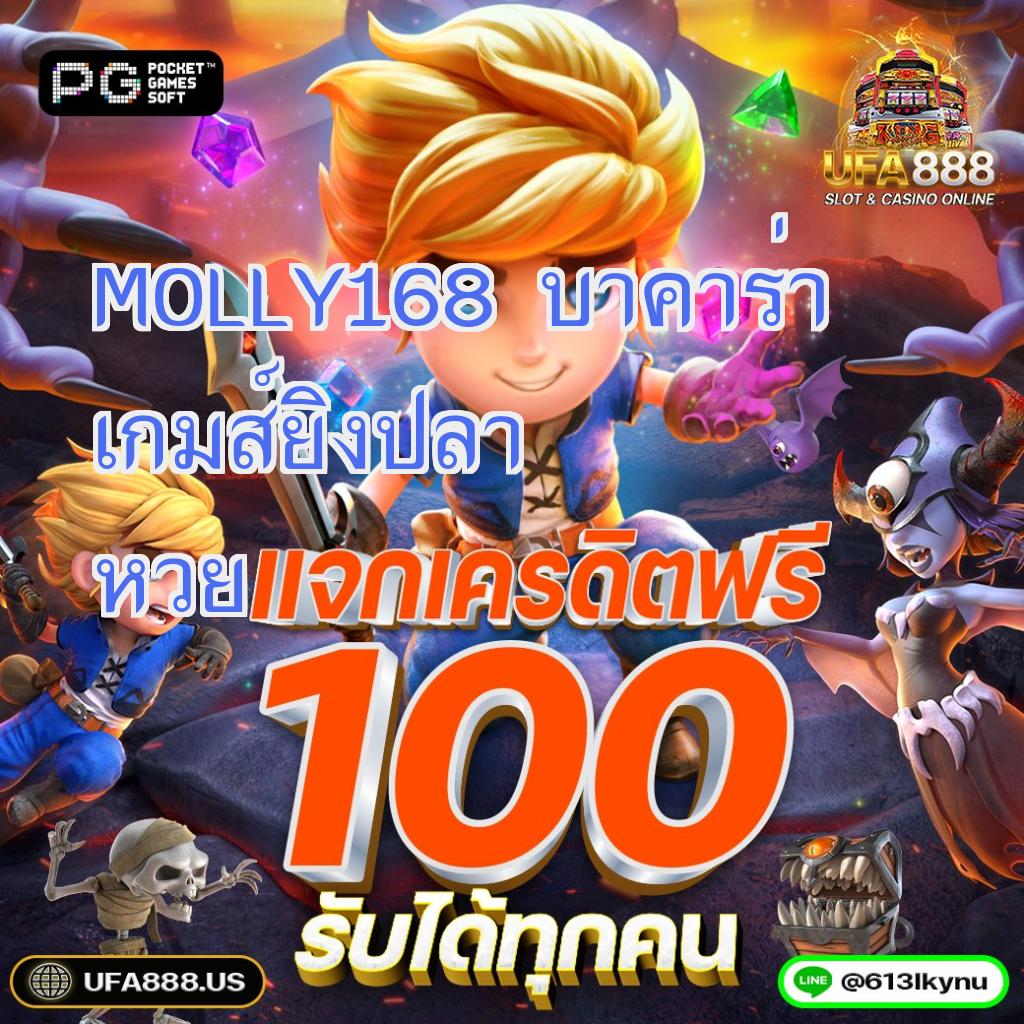 PG POCKET GAMES SOFT™
UFA888
SLOT & CASINO ONLINE
MOLLY168 บาคาร่า
เกมส์ยิงปลา
หวย
แจกเครดิตฟรี
100
รับได้ทุกคน
UFA888.US
LINE @613lkynu